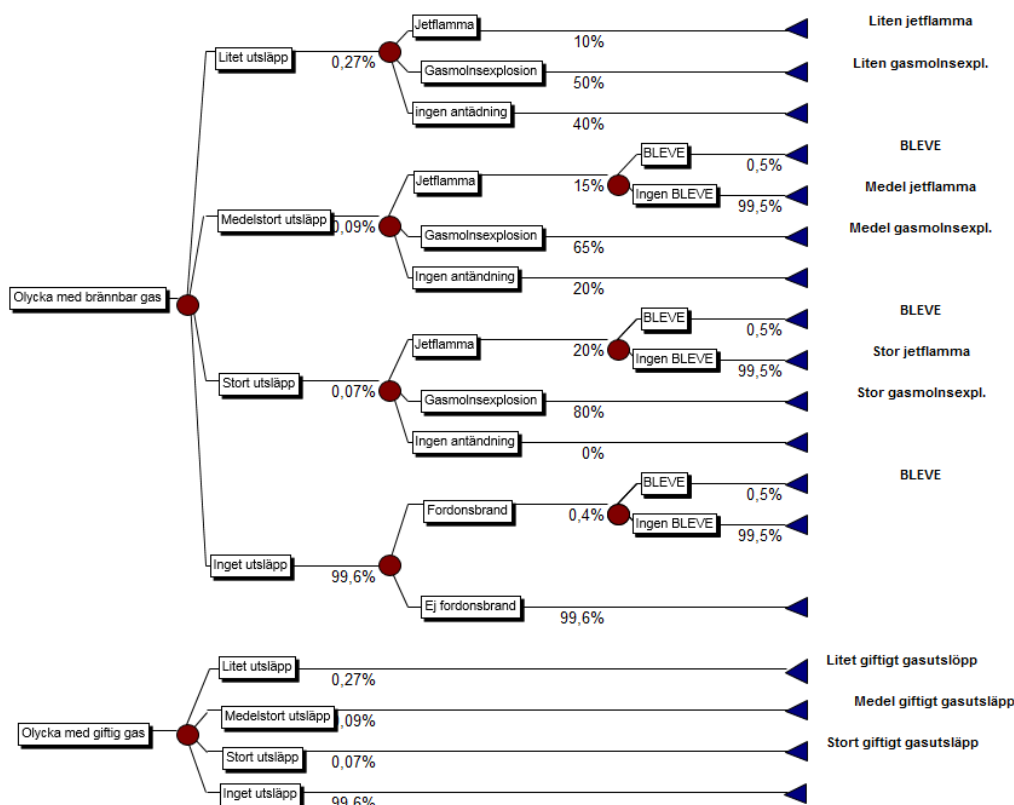 Jetflamma
10%
Liten jetflamma
Litet utsläpp
0,27%
Gasmolnsexplosion
50%
Liten gasmolnsexpl.
ingen antädning
40%
BLEVE
0,5%
BLEVE
Jetflamma
15%
Ingen BLEVE
99,5%
Medel jetflamma
Medelstort utsläpp
0,09%
Gasmolnsexplosion
65%
Medel gasmolnsexpl.
Ingen antändning
20%
Olycka med brännbar gas
BLEVE
0,5%
BLEVE
Jetflamma
20%
Ingen BLEVE
99,5%
Stor jetflamma
Stort utsläpp
0,07%
Gasmolnsexplosion
80%
Stor gasmolnsexpl.
Ingen antändning
0%
BLEVE
0,5%
BLEVE
Fordonsbrand
0,4%
Ingen BLEVE
99,5%
Inget utsläpp
99,6%
Ej fordonsbrand
99,6%
Litet utsläpp
0,27%
Litet giftigt gasutslöpp
Medelstort utsläpp
0,09%
Medel giftigt gasutsläpp
Olycka med giftig gas
Stort utsläpp
0,07%
Stort giftigt gasutsläpp
Inget utsläpp
99,6%